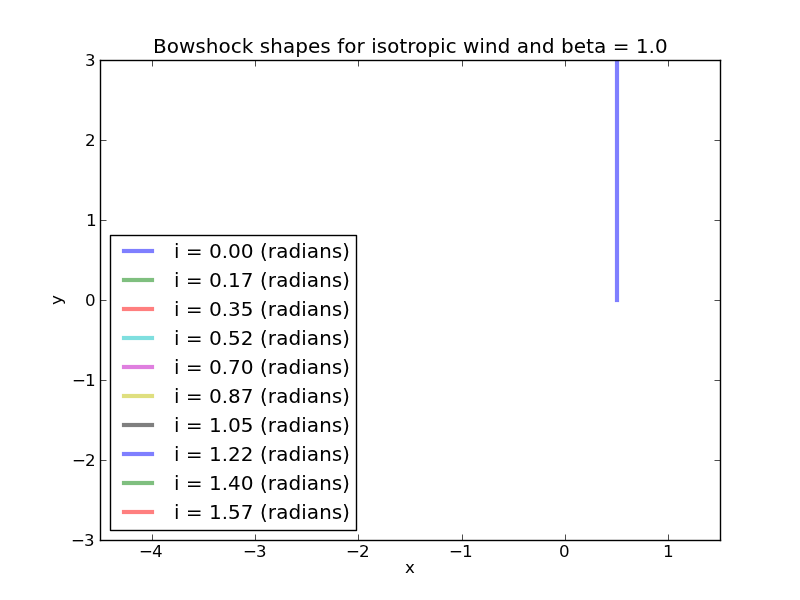 Bowshock shapes for isotropic wind and beta = 1.0
3
2
1
0
−1
−2
−3
y
i = 0.00 (radians)
i = 0.17 (radians)
i = 0.35 (radians)
i = 0.52 (radians)
i = 0.70 (radians)
i = 0.87 (radians)
i = 1.05 (radians)
i = 1.22 (radians)
i = 1.40 (radians)
i = 1.57 (radians)
−4 −3 −2 −1 0 1
x